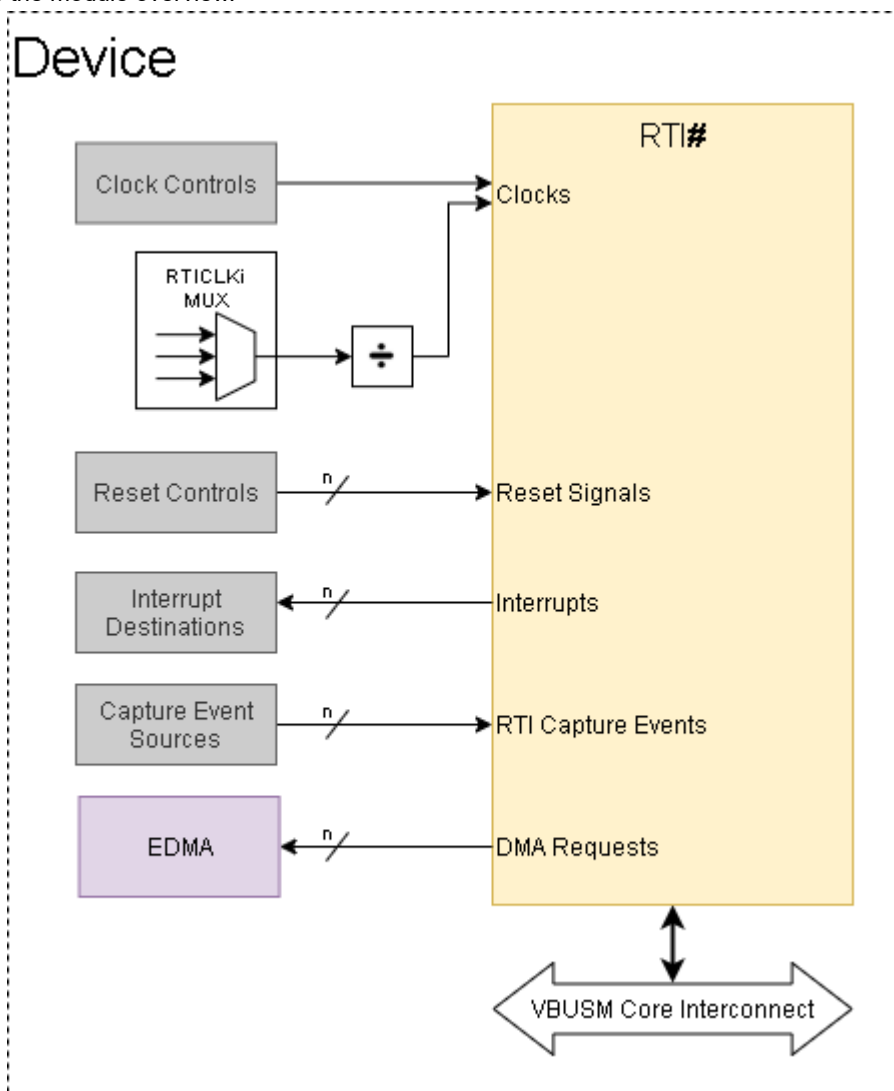 the module overview.
Device
RTI#
Clock Controls
Clocks
RTICLKi
MUX
÷
Reset Controls
n
Reset Signals
Interrupt
Destinations
n
Interrupts
Capture Event
Sources
n
RTI Capture Events
EDMA
n
DMA Requests
VBUSM Core Interconnect